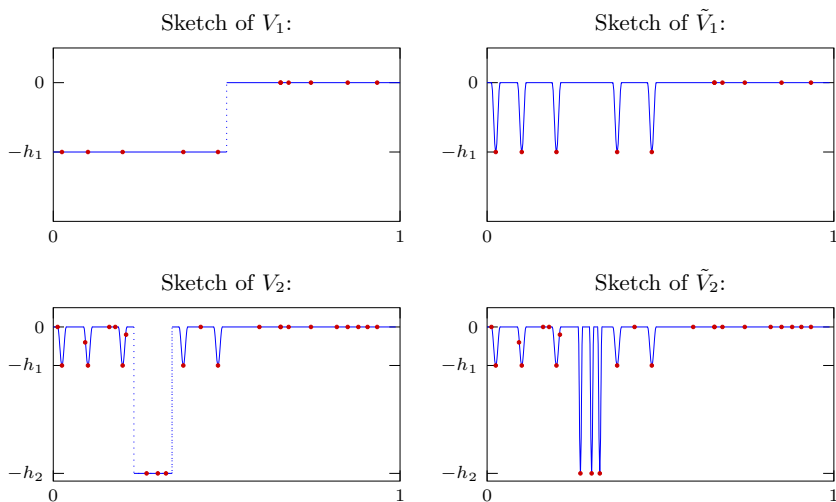 Sketch of V₁:
0
−h₁
0 1
Sketch of Ṽ₁:
0
−h₁
0 1
Sketch of V₂:
0
−h₁
−h₂
0 1
Sketch of Ṽ₂:
0
−h₁
−h₂
0 1